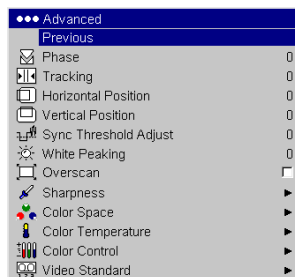 Advanced
Previous
Phase 0
Tracking 0
Horizontal Position 0
Vertical Position 0
Sync Threshold Adjust 0
White Peaking 0
Overscan
Sharpness
Color Space
Color Temperature
Color Control
Video Standard